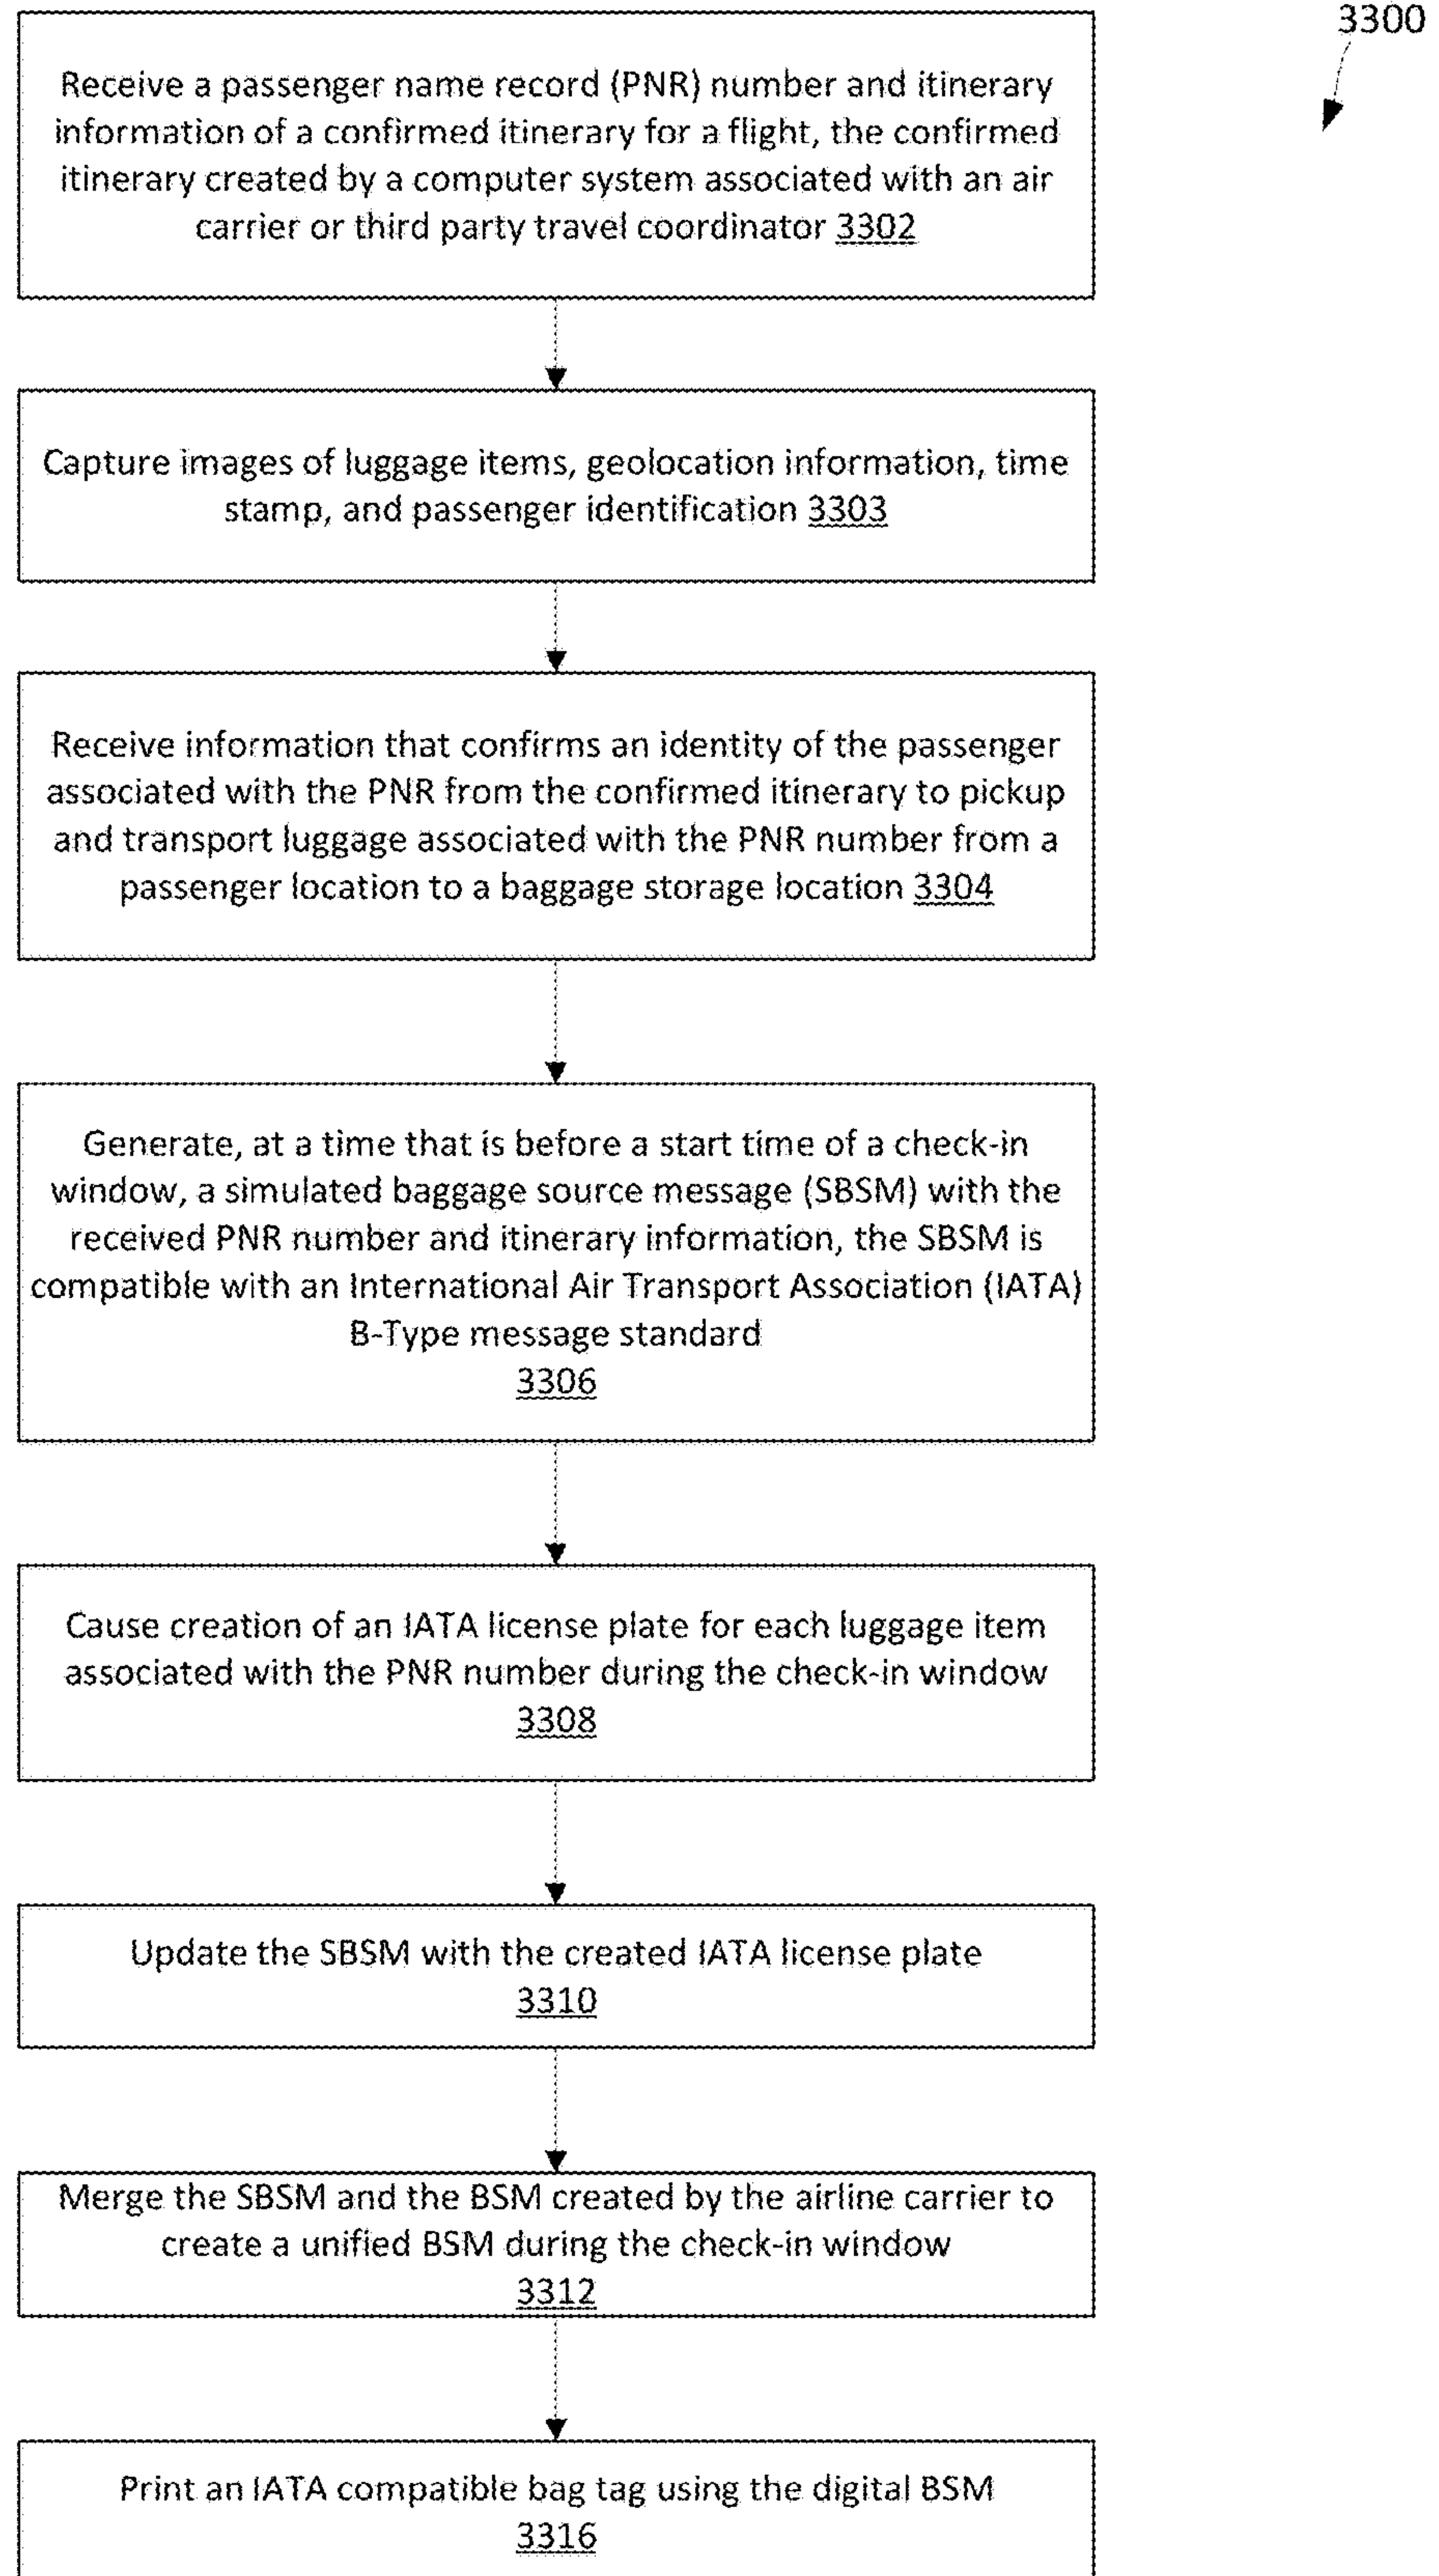 3300
Receive a passenger name record (PNR) number and itinerary
information of a confirmed itinerary for a flight, the confirmed
itinerary created by a computer system associated with an air
carrier or third party travel coordinator 3302
Capture images of luggage items, geolocation information, time
stamp, and passenger identification 3303
Receive information that confirms an identity of the passenger
associated with the PNR from the confirmed itinerary to pickup
and transport luggage associated with the PNR number from a
passenger location to a baggage storage location 3304
Generate, at a time that is before a start time of a check-in
window, a simulated baggage source message (SBSM) with the
received PNR number and itinerary information, the SBSM is
compatible with an International Air Transport Association (IATA)
B-Type message standard
3306
Cause creation of an IATA license plate for each luggage item
associated with the PNR number during the check-in window
3308
Update the SBSM with the created IATA license plate
3310
Merge the SBSM and the BSM created by the airline carrier to
create a unified BSM during the check-in window
3312
Print an IATA compatible bag tag using the digital BSM
3316